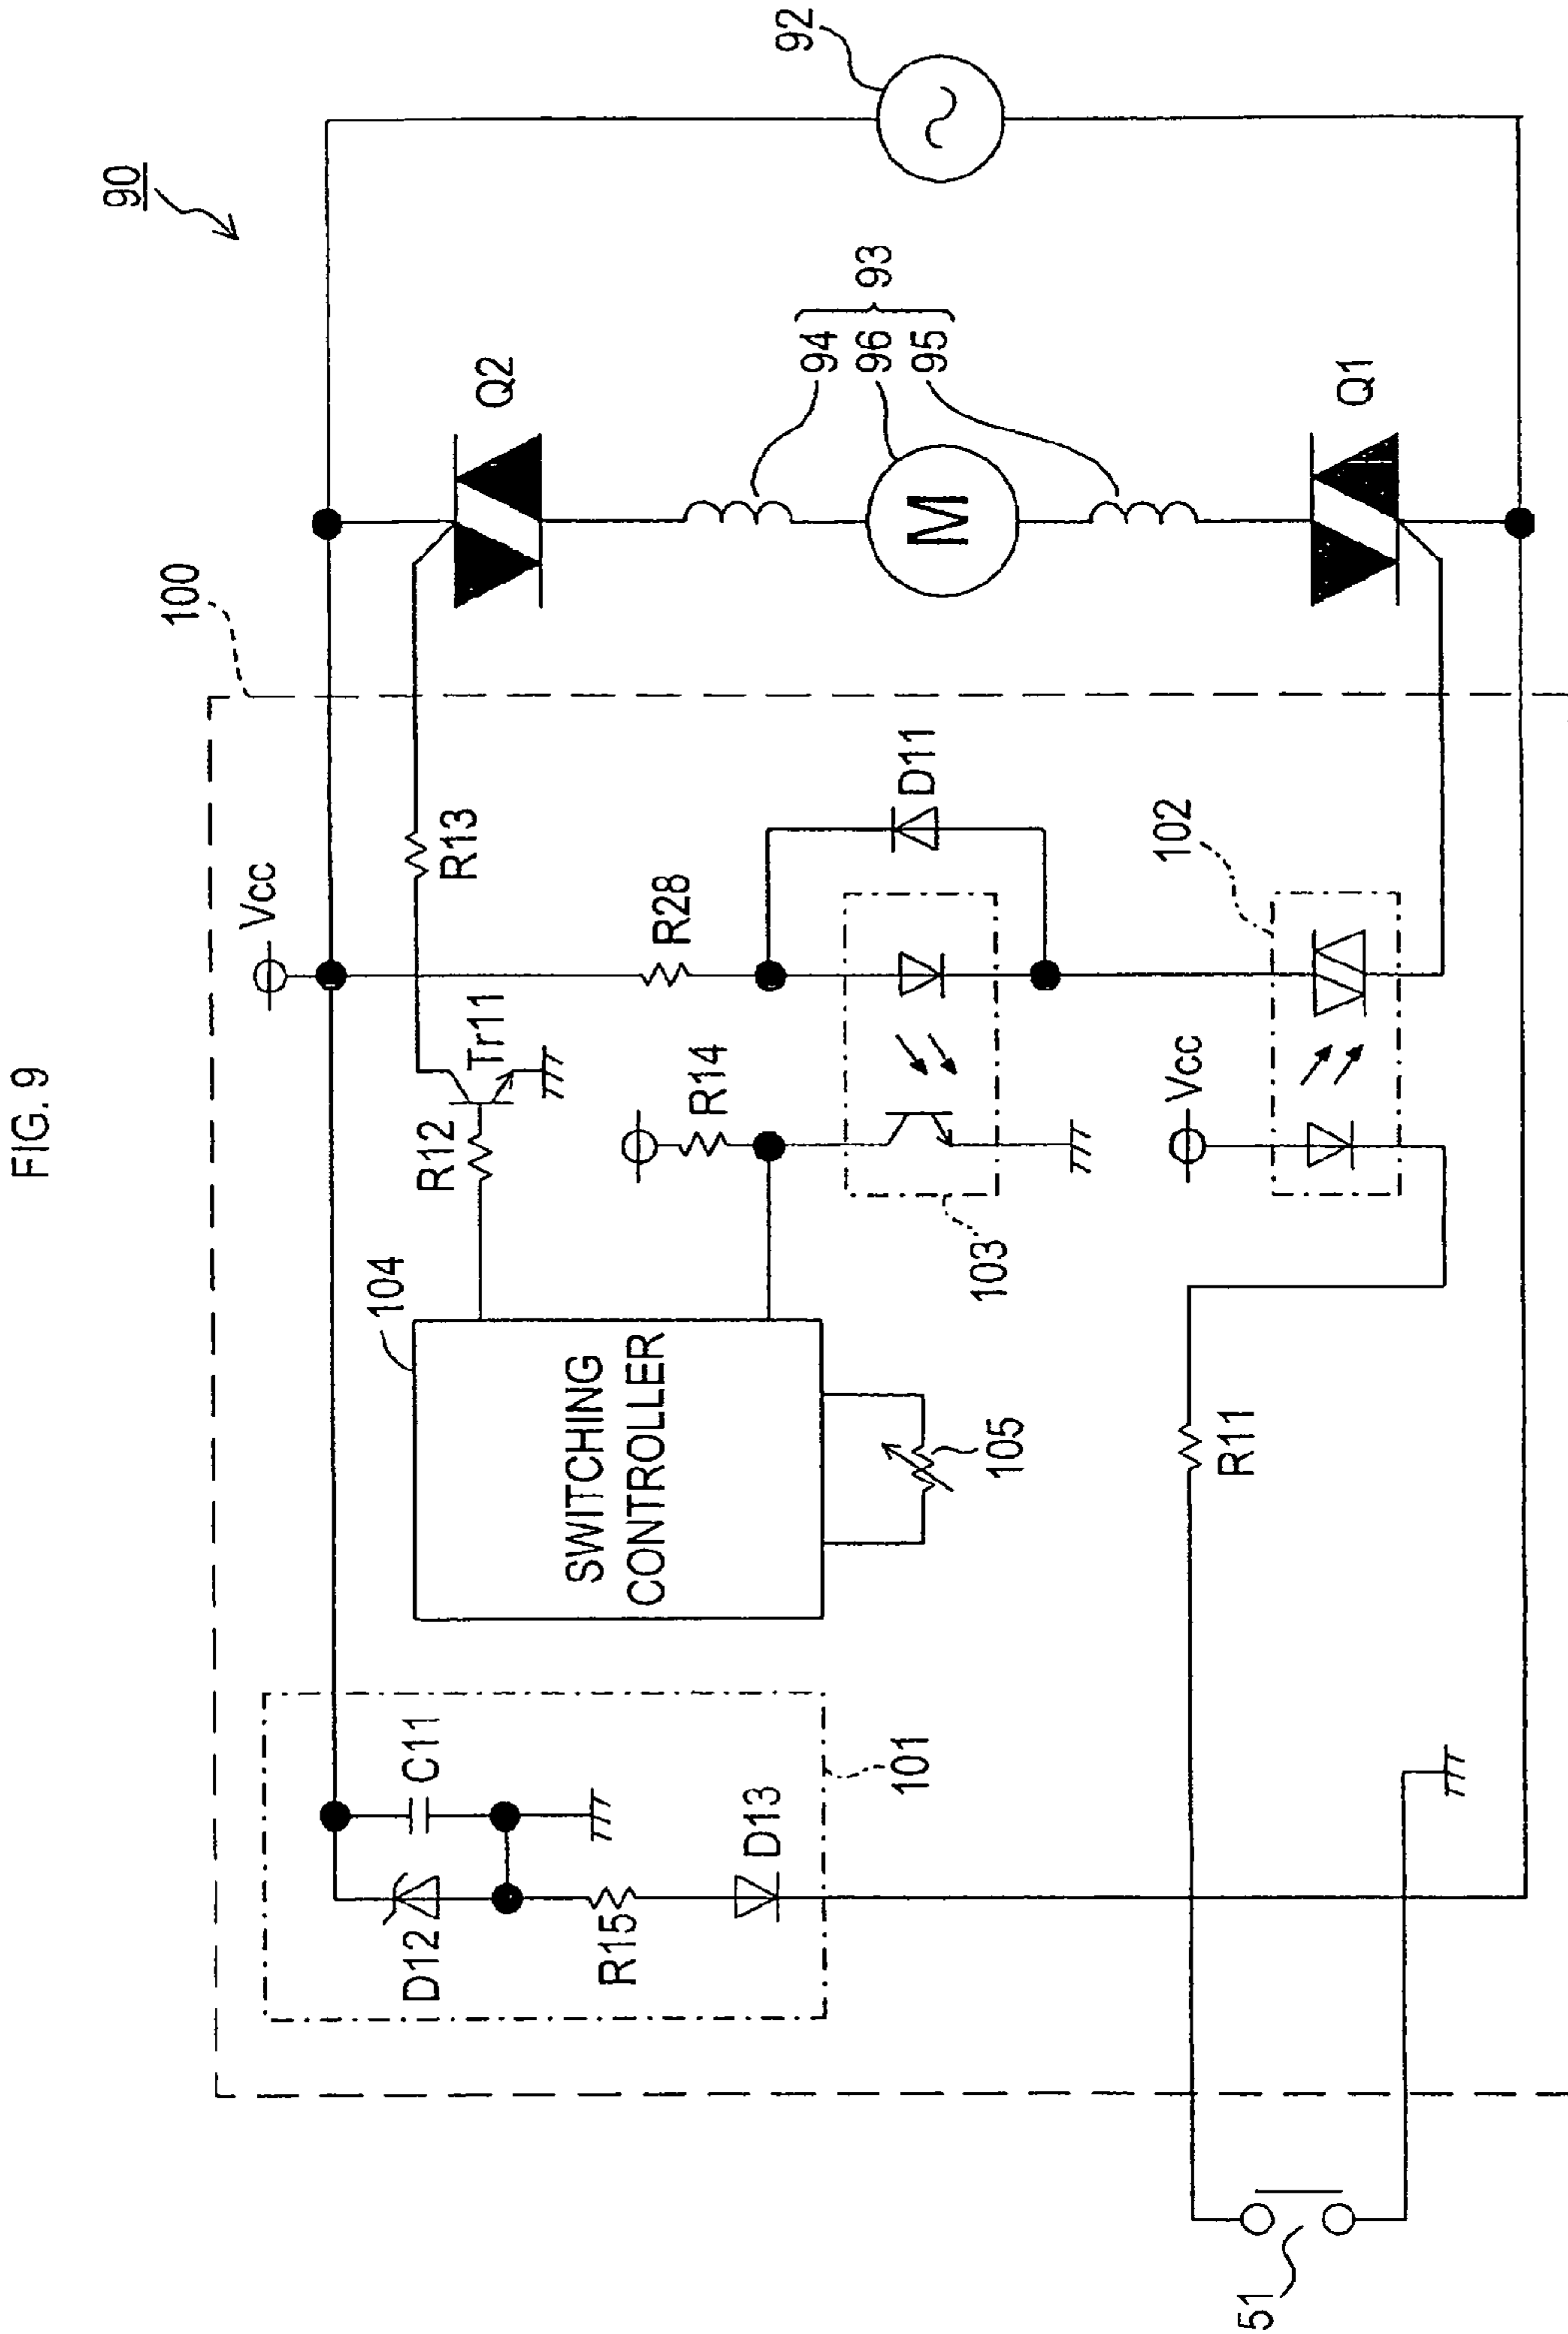 FIG. 9
90
100
92
Vcc
104
R12
Tr11
R13
Q2
C11
D12
SWITCHING
CONTROLLER
R14
R28
94
96
95
93
R15
D13
101
105
103
D11
102
Vcc
R11
Q1
51
M